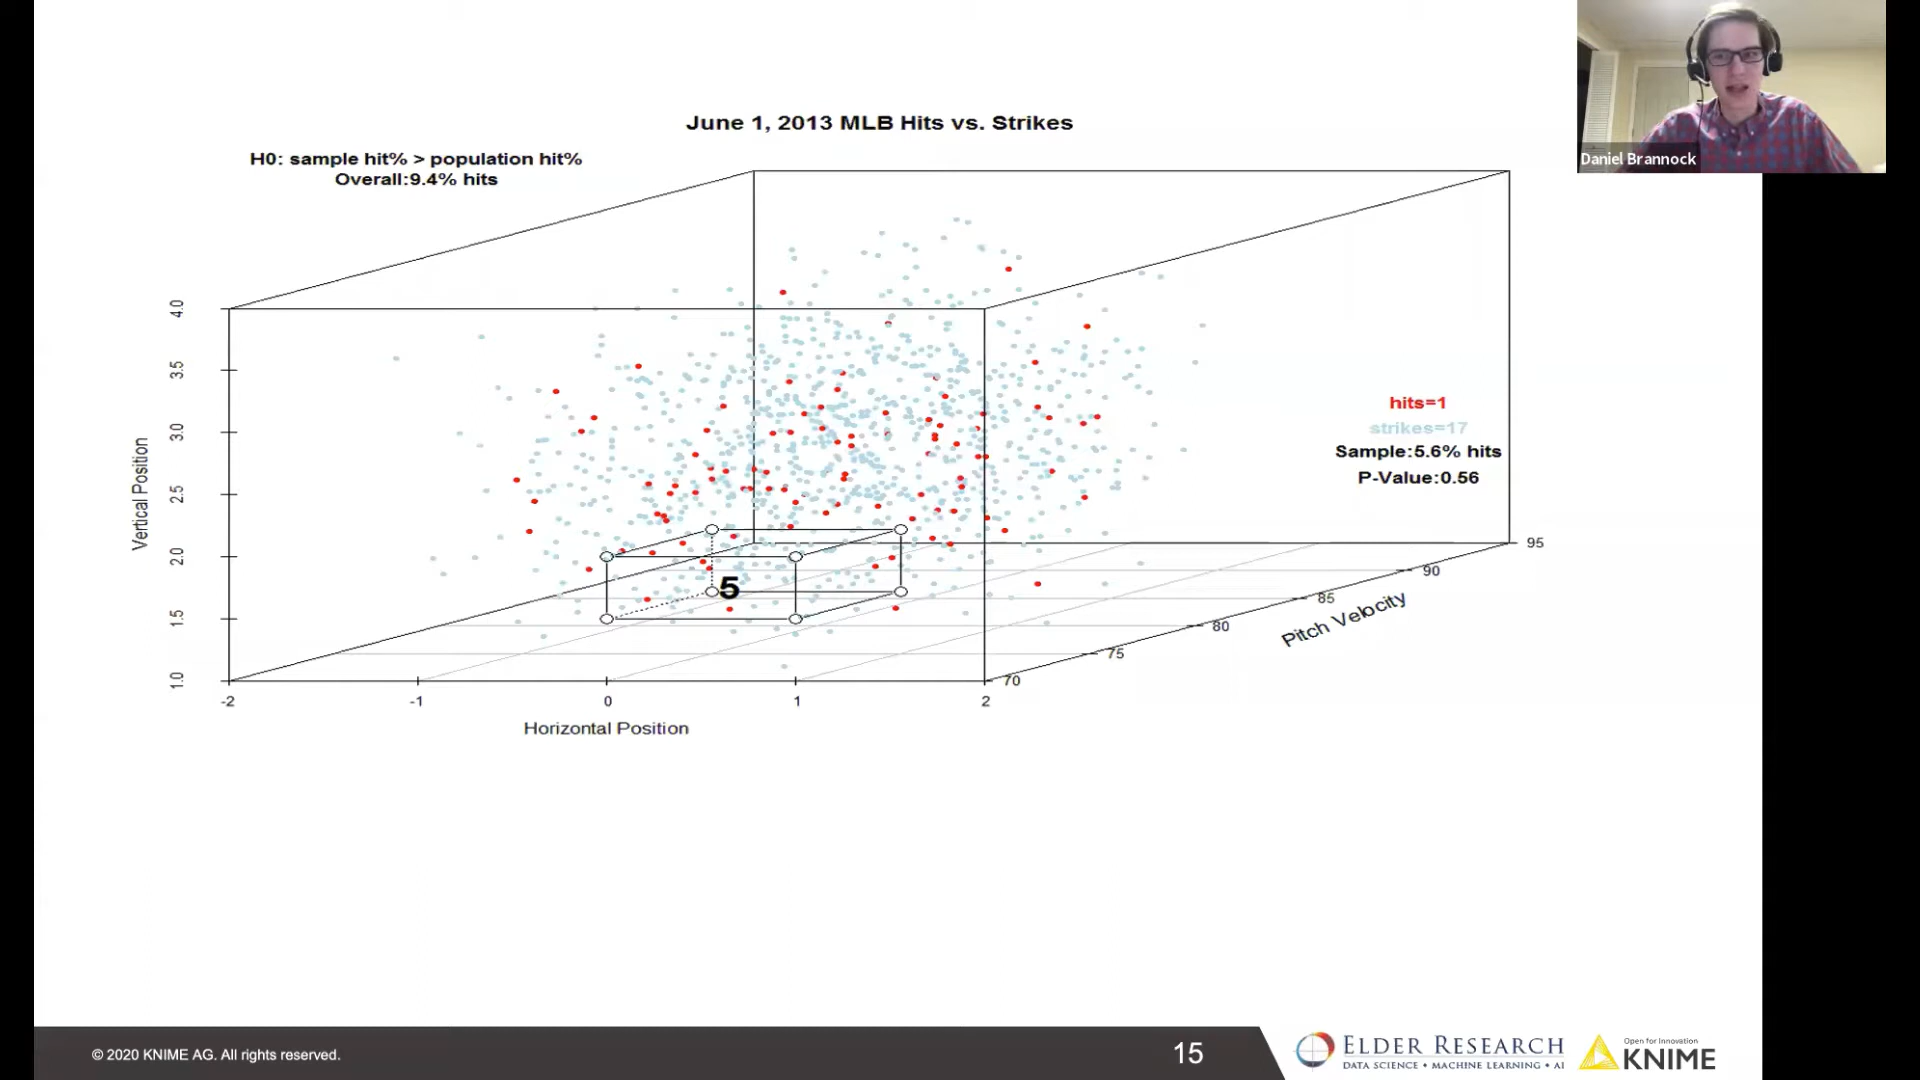 Daniel Brannock
June 1, 2013 MLB Hits vs. Strikes
H0: sample hit% > population hit%
Overall:9.4% hits
4.0
3.5
3.0
2.5
2.0
1.5
1.0
Vertical Position
hits=1
strikes=17
Sample:5.6% hits
P-Value:0.56
5
95
90
85
80
75
70
Pitch Velocity
-2
-1
0
1
2
Horizontal Position
© 2020 KNIME AG. All rights reserved.
15
ELDER RESEARCH
DATA SCIENCE • MACHINE LEARNING • AI
Open for Innovation
KNIME